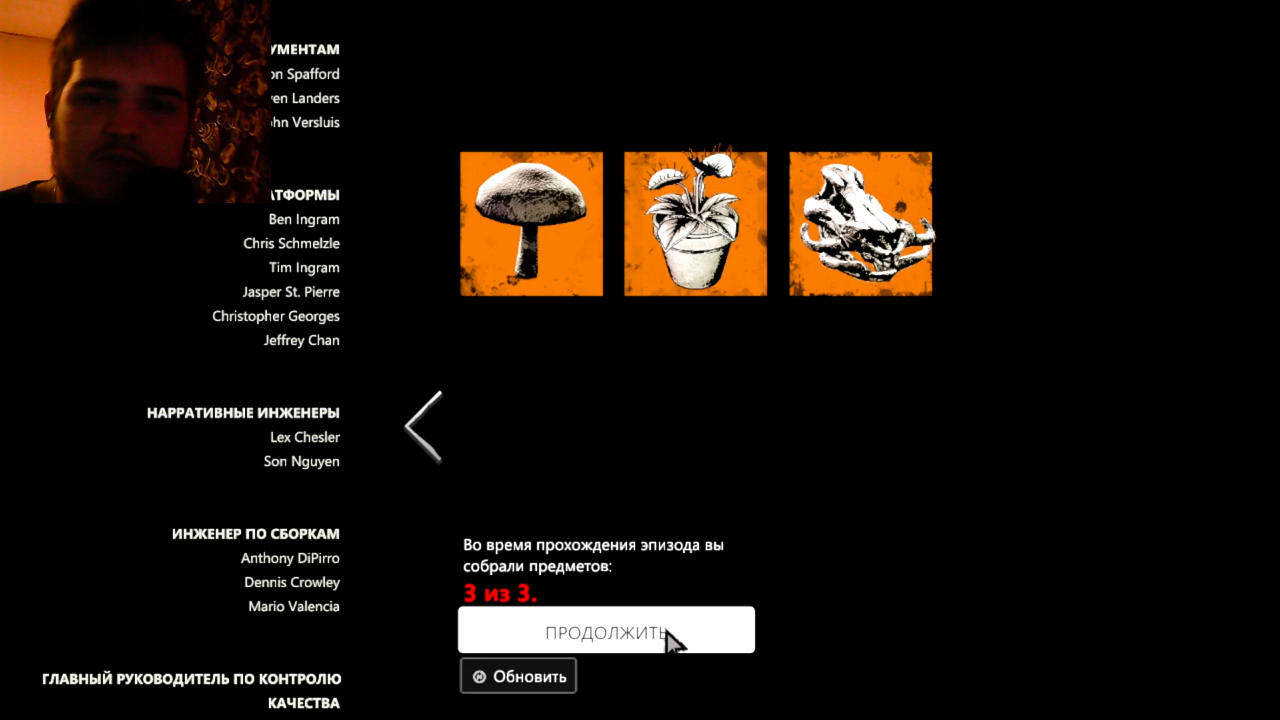 УМЕНТАМ
on Spafford
en Landers
hn Versluis
АТФОРМЫ
Ben Ingram
Chris Schmelzle
Tim Ingram
Jasper St. Pierre
Christopher Georges
Jeffrey Chan
НАРРАТИВНЫЕ ИНЖЕНЕРЫ
Lex Chesler
Son Nguyen
ИНЖЕНЕР ПО СБОРКАМ
Anthony DiPirro
Dennis Crowley
Mario Valencia
ГЛАВНЫЙ РУКОВОДИТЕЛЬ ПО КОНТРОЛЮ
КАЧЕСТВА
Во время прохождения эпизода вы
собрали предметов:
3 из 3.
ПРОДОЛЖИТЬ
Обновить